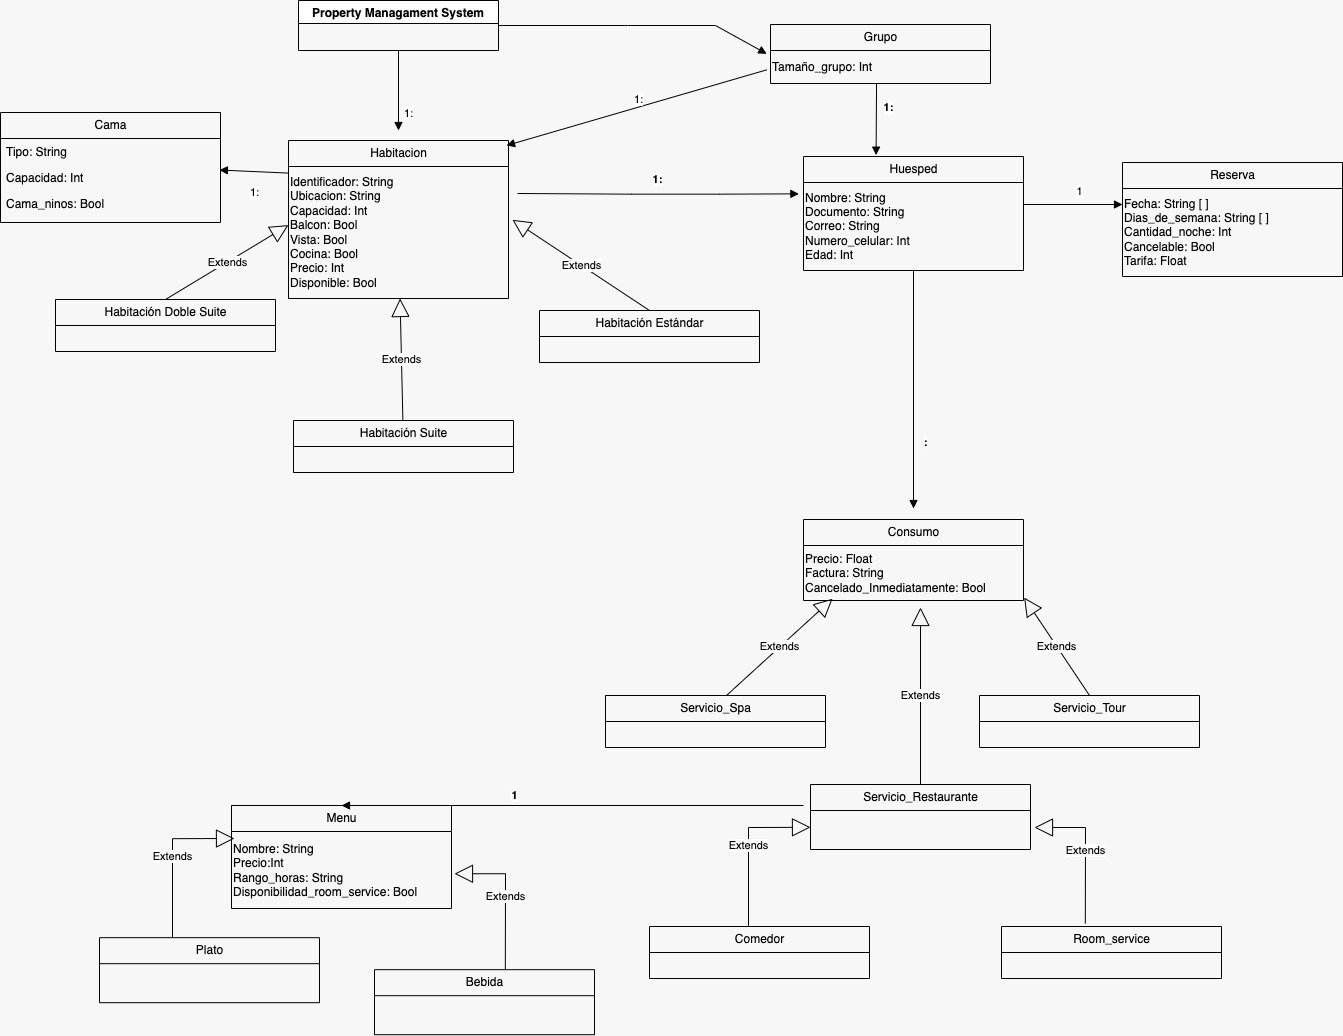 Property Managament System
Grupo
Tamaño_grupo: Int
1:
1:
1:
Cama
Tipo: String
Capacidad: Int
Cama_ninos: Bool
1:
Habitacion
Identificador: String
Ubicacion: String
Capacidad: Int
Balcon: Bool
Vista: Bool
Cocina: Bool
Precio: Int
Disponible: Bool
1:
Huesped
Nombre: String
Documento: String
Correo: String
Numero_celular: Int
Edad: Int
1
Reserva
Fecha: String [ ]
Dias_de_semana: String [ ]
Cantidad_noche: Int
Cancelable: Bool
Tarifa: Float
Extends
Extends
Habitación Doble Suite
Habitación Estándar
Extends
Habitación Suite
:
Consumo
Precio: Float
Factura: String
Cancelado_Inmediatamente: Bool
Extends
Extends
Extends
Servicio_Spa
Servicio_Tour
1
Servicio_Restaurante
Menu
Nombre: String
Precio:Int
Rango_horas: String
Disponibilidad_room_service: Bool
Extends
Extends
Extends
Extends
Plato
Bebida
Comedor
Room_service